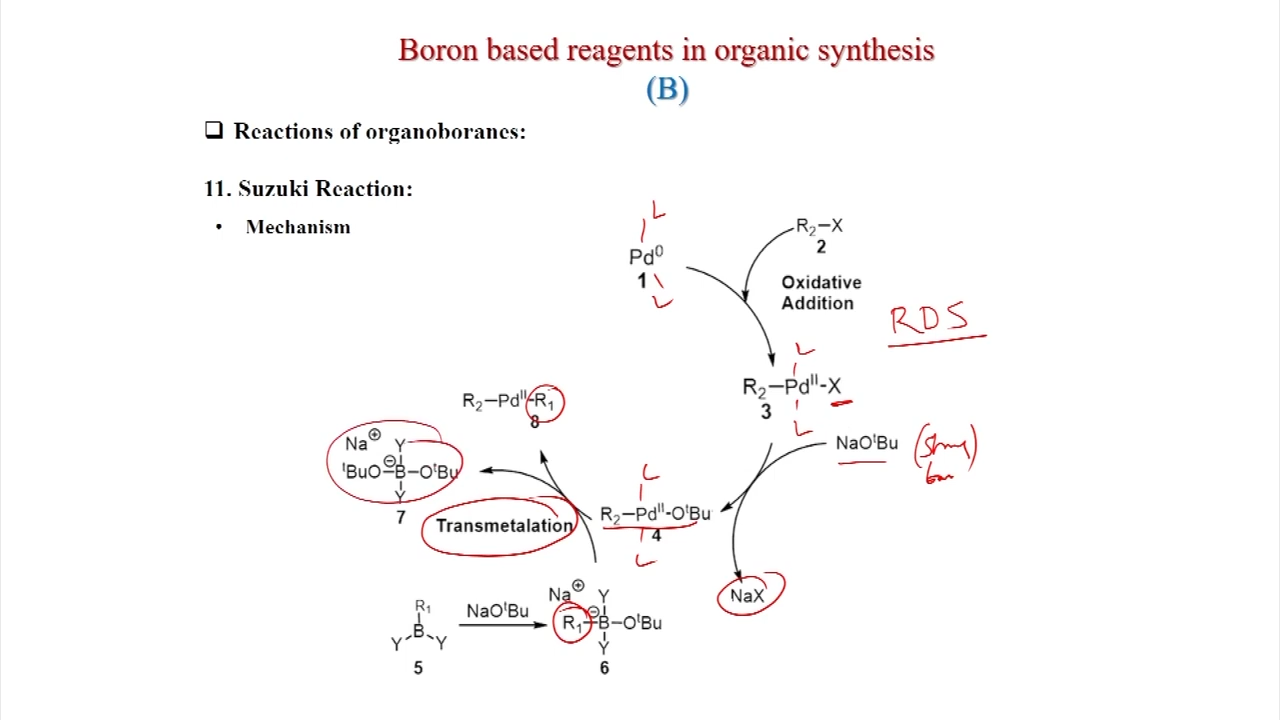 Boron based reagents in organic synthesis
(B)
❑ Reactions of organoboranes:
11. Suzuki Reaction:
• Mechanism
L
Pd⁰
1
L
R₂–X
2
Oxidative
Addition
RDS
L
R₂–Pdᴵᴵ-X
3
L
NaOᵗBu
R₂–Pdᴵᴵ-R₁
8
Na⊕ Y
ᵗBuO–B⊖–OᵗBu
Y
7
Transmetalation
L
R₂–Pdᴵᴵ-OᵗBu
4
L
NaX
R₁
B
Y Y
5
NaOᵗBu
Na⊕ Y
R₁–B⊖–OᵗBu
Y
6